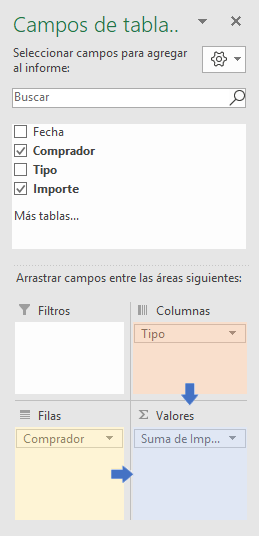 Campos de tabla..
Seleccionar campos para agregar
al informe:
Buscar
Fecha
Comprador
Tipo
Importe
Más tablas...
Arrastrar campos entre las áreas siguientes:
Filtros
Columnas
Tipo
Filas
Valores
Comprador
Suma de Imp...